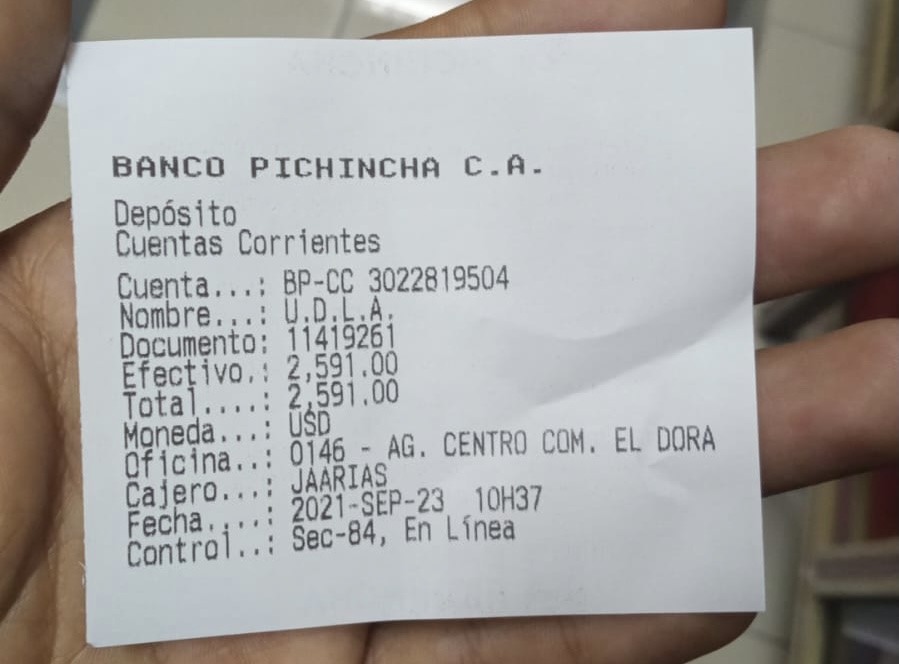 BANCO PICHINCHA C.A.
Depósito
Cuentas Corrientes
Cuenta...: BP-CC 3022819504
Nombre...: U.D.L.A.
Documento: 11419261
Efectivo.: 2,591.00
Total....: 2,591.00
Moneda...: USD
Oficina..: 0146 - AG. CENTRO COM. EL DORA
Cajero...: JAARIAS
Fecha....: 2021-SEP-23 10H37
Control..: Sec-84, En Línea